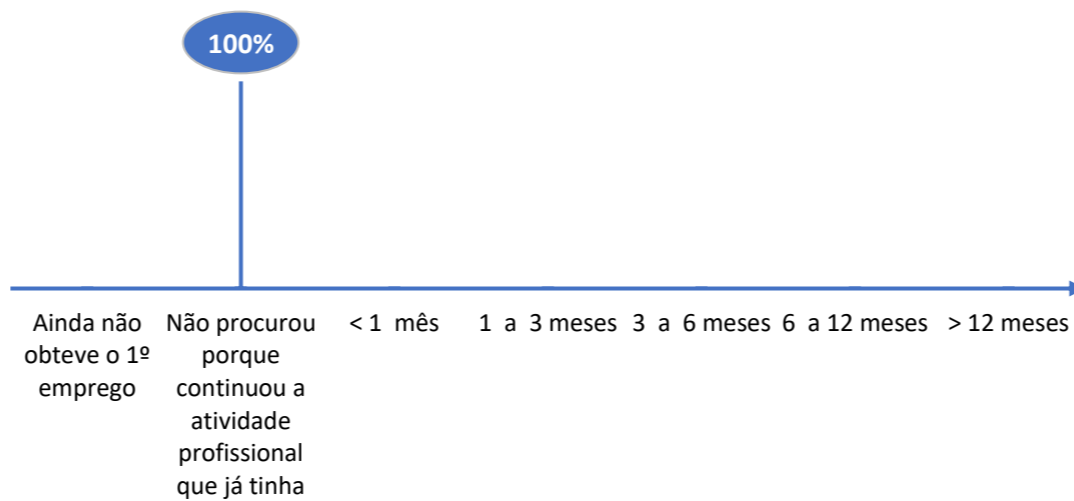 100%
Ainda não
obteve o 1º
emprego
Não procurou
porque
continuou a
atividade
profissional
que já tinha
< 1 mês
1 a 3 meses
3 a 6 meses
6 a 12 meses
> 12 meses